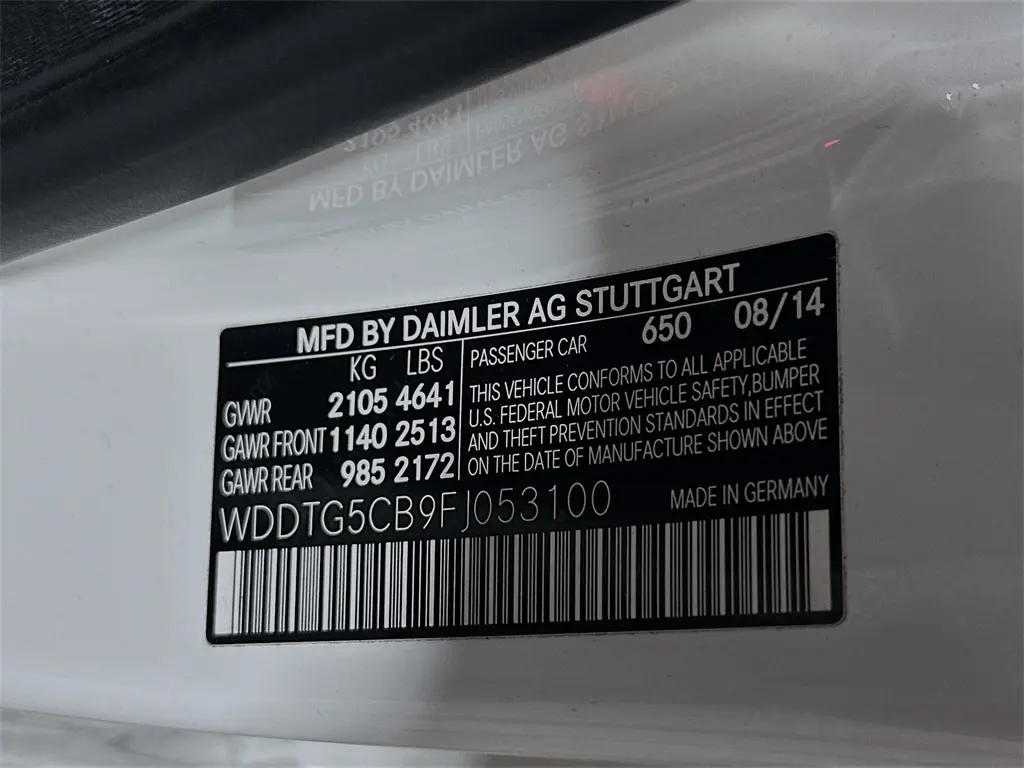 MFD BY DAIMLER AG STUTTGART
KG LBS
GVWR 2105 4641
GAWR FRONT 1140 2513
GAWR REAR 985 2172
PASSENGER CAR 650 08/14
THIS VEHICLE CONFORMS TO ALL APPLICABLE
U.S. FEDERAL MOTOR VEHICLE SAFETY,BUMPER
AND THEFT PREVENTION STANDARDS IN EFFECT
ON THE DATE OF MANUFACTURE SHOWN ABOVE
WDDTG5CB9FJ053100
MADE IN GERMANY